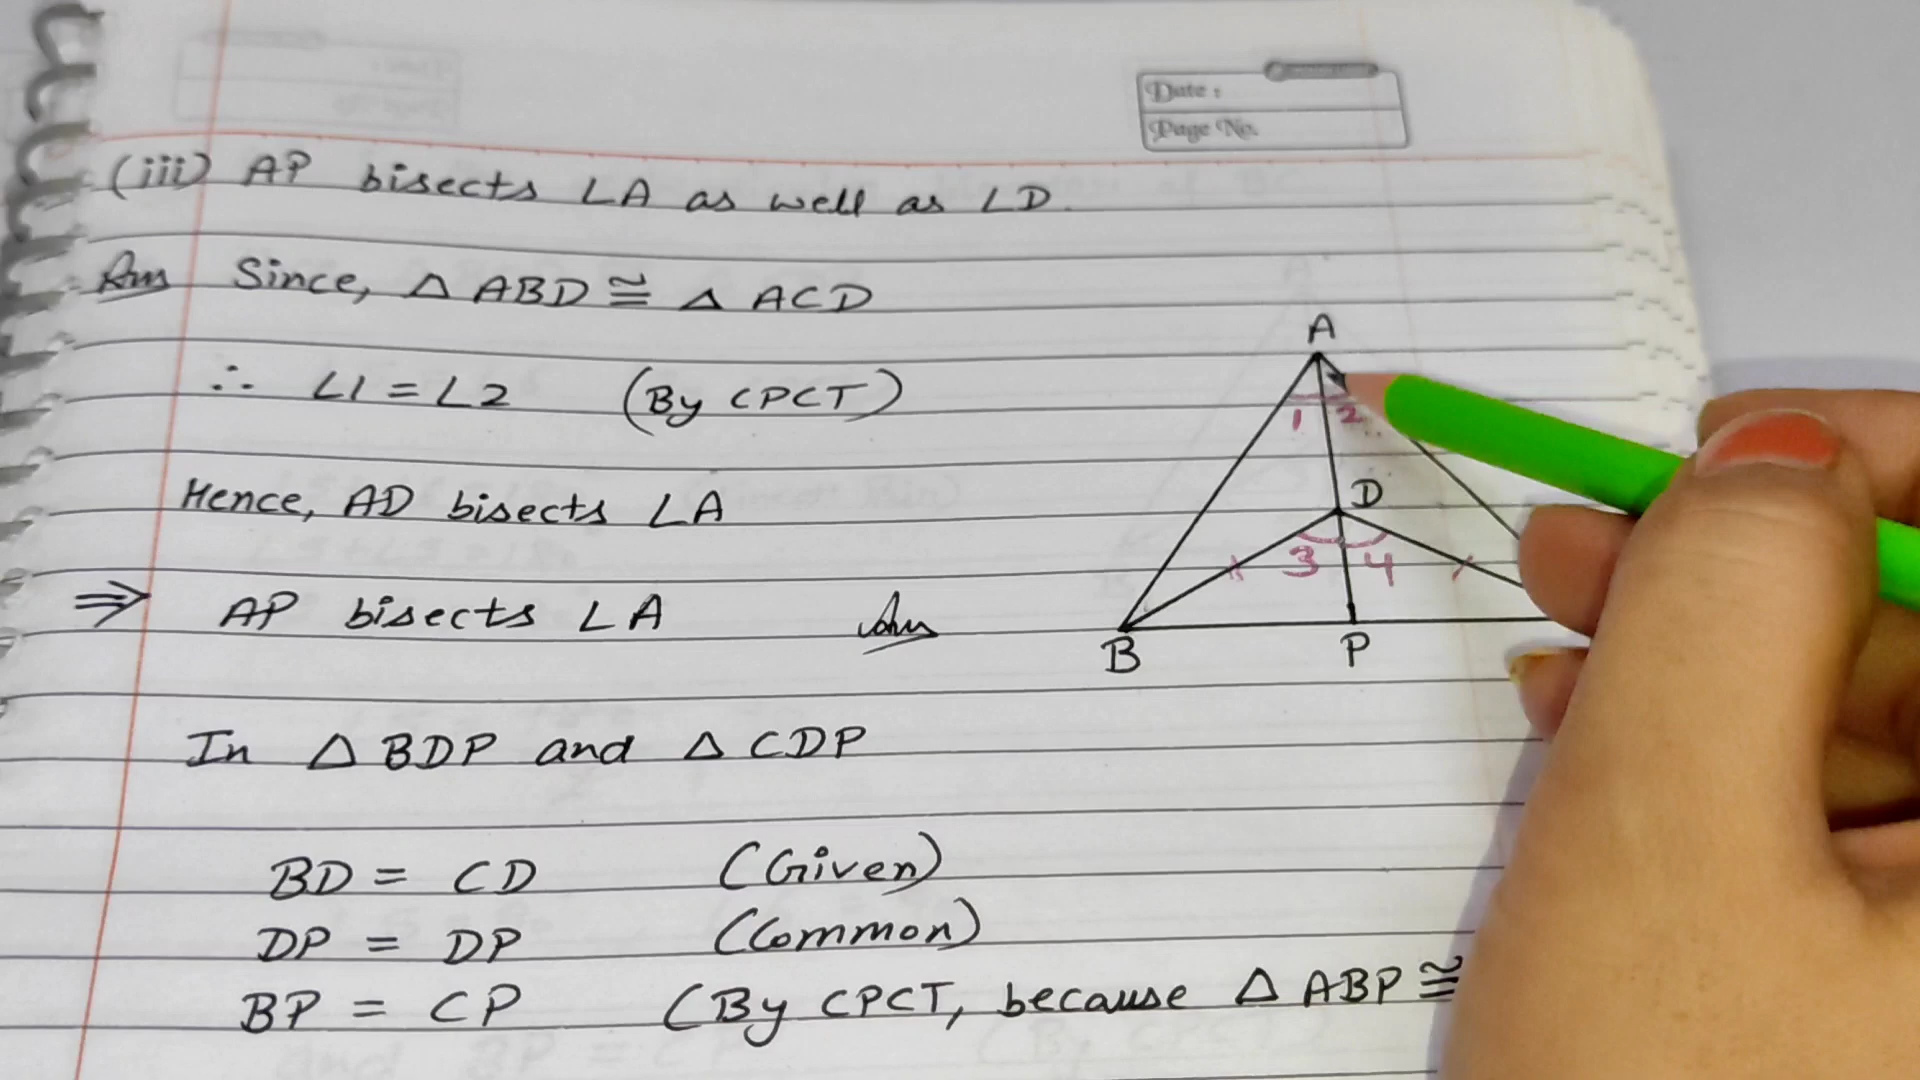 Date :
Page No.
(iii) AP bisects ∠A as well as ∠D.
Ans Since, △ ABD ≅ △ ACD
∴ ∠1 = ∠2 (By CPCT)
Hence, AD bisects ∠A
⇒ AP bisects ∠A Ans
In △ BDP and △ CDP
BD = CD (Given)
DP = DP (Common)
BP = CP (By CPCT, because △ ABP ≅
A
1 2
D
3 4
B P